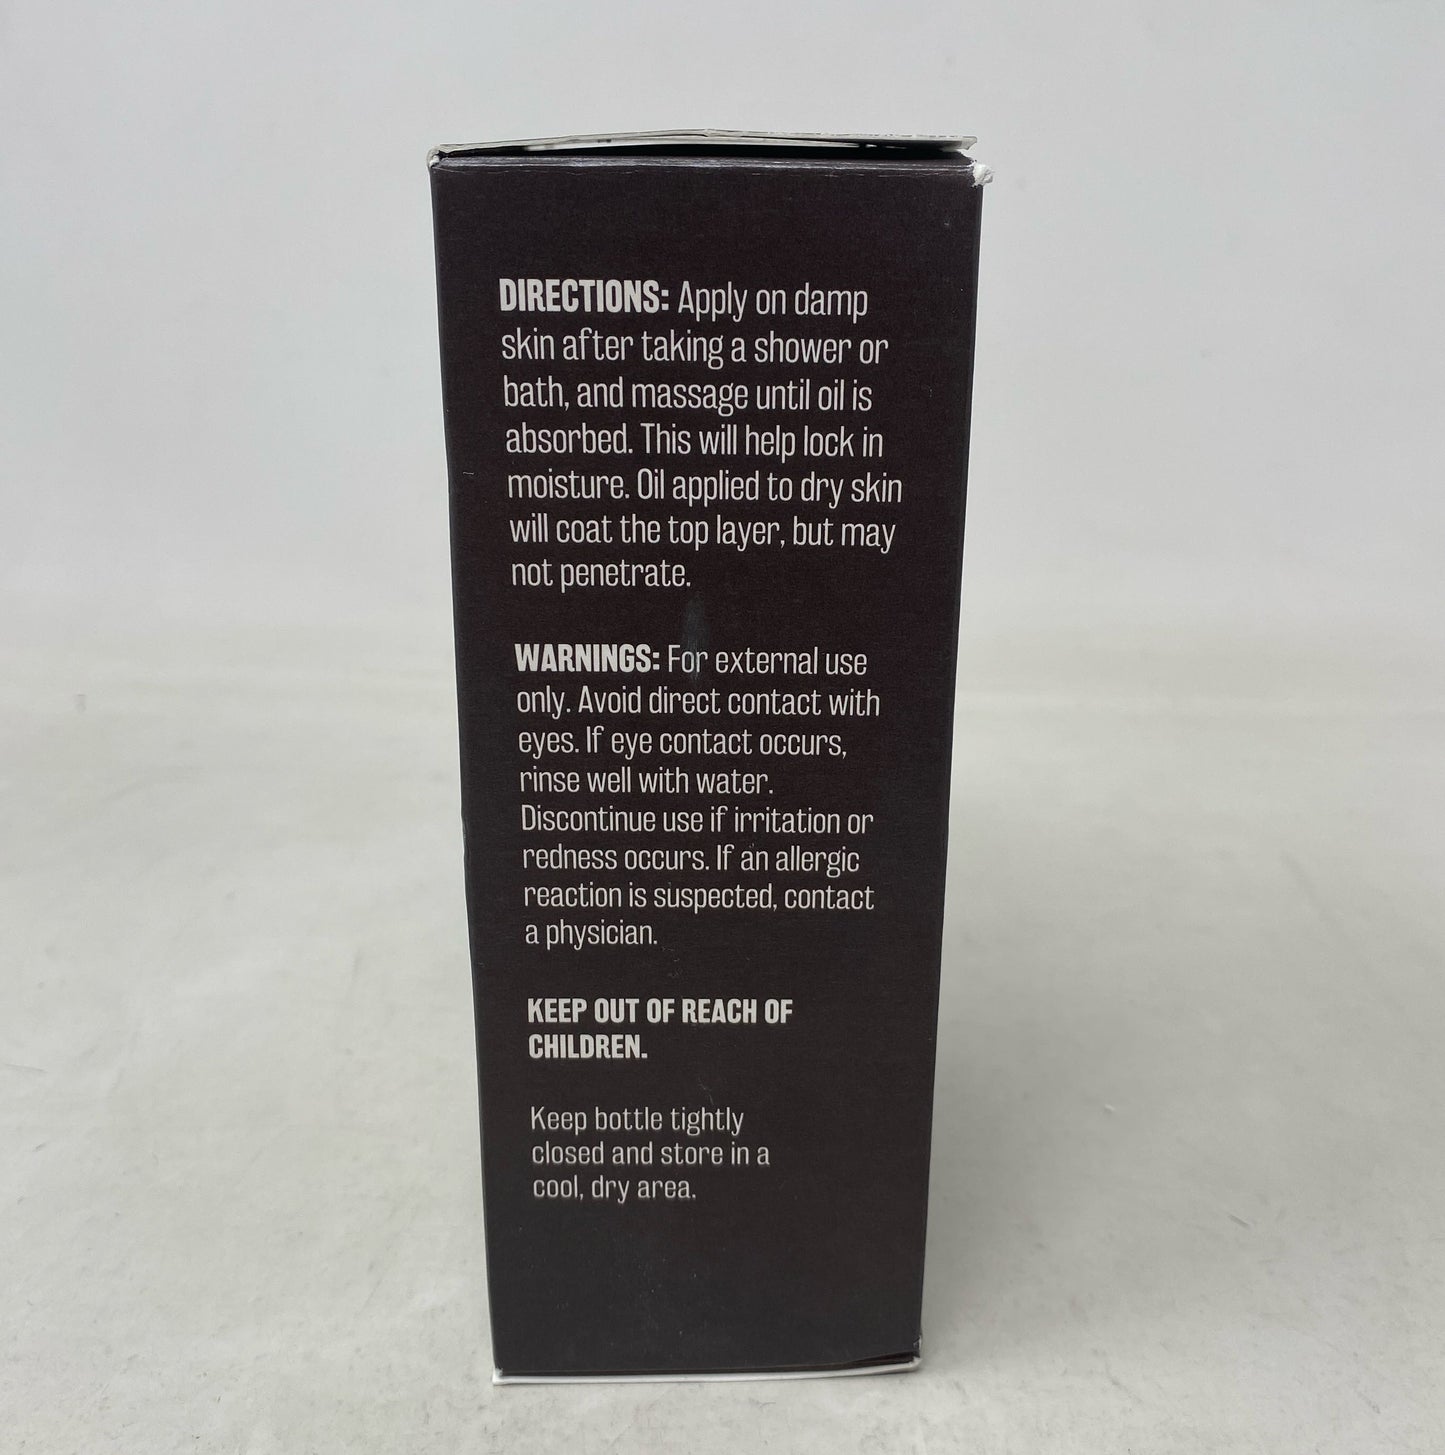 DIRECTIONS: Apply on damp
skin after taking a shower or
bath, and massage until oil is
absorbed. This will help lock in
moisture. Oil applied to dry skin
will coat the top layer, but may
not penetrate.
WARNINGS: For external use
only. Avoid direct contact with
eyes. If eye contact occurs,
rinse well with water.
Discontinue use if irritation or
redness occurs. If an allergic
reaction is suspected, contact
a physician.
KEEP OUT OF REACH OF
CHILDREN.
Keep bottle tightly
closed and store in a
cool, dry area.